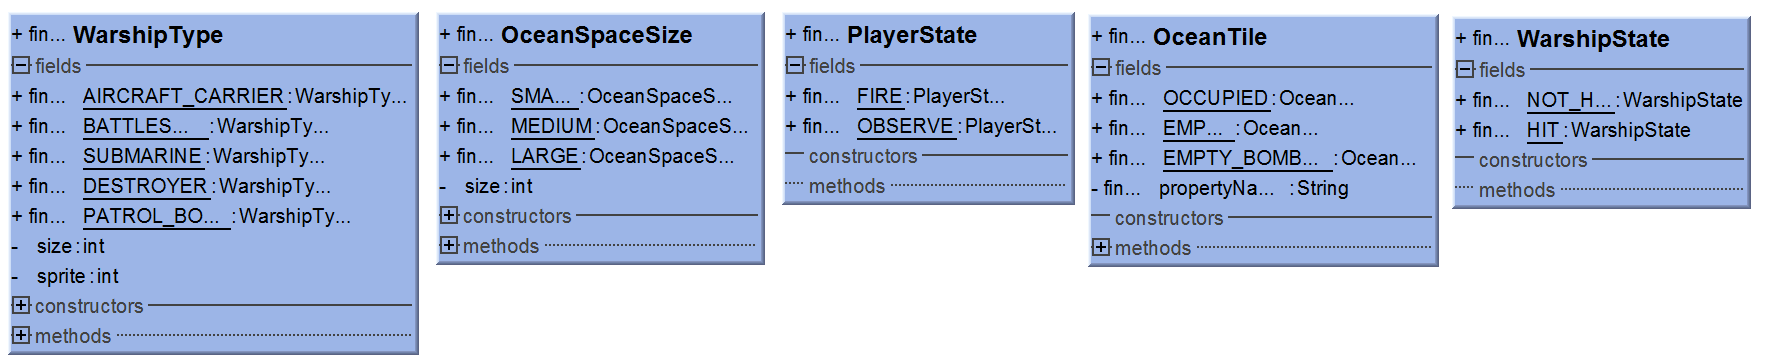 + fin... WarshipType
fields
+ fin... AIRCRAFT_CARRIER:WarshipTy...
+ fin... BATTLES... :WarshipTy...
+ fin... SUBMARINE:WarshipTy...
+ fin... DESTROYER:WarshipTy...
+ fin... PATROL_BO... :WarshipTy...
- size:int
- sprite:int
constructors
methods
+ fin... OceanSpaceSize
fields
+ fin... SMA... :OceanSpaceS...
+ fin... MEDIUM:OceanSpaceS...
+ fin... LARGE:OceanSpaceS...
- size:int
constructors
methods
+ fin... PlayerState
fields
+ fin... FIRE:PlayerSt...
+ fin... OBSERVE:PlayerSt...
constructors
methods
+ fin... OceanTile
fields
+ fin... OCCUPIED:Ocean...
+ fin... EMP... :Ocean...
+ fin... EMPTY_BOMB... :Ocean...
- fin... propertyNa... :String
constructors
methods
+ fin... WarshipState
fields
+ fin... NOT_H...:WarshipState
+ fin... HIT:WarshipState
constructors
methods